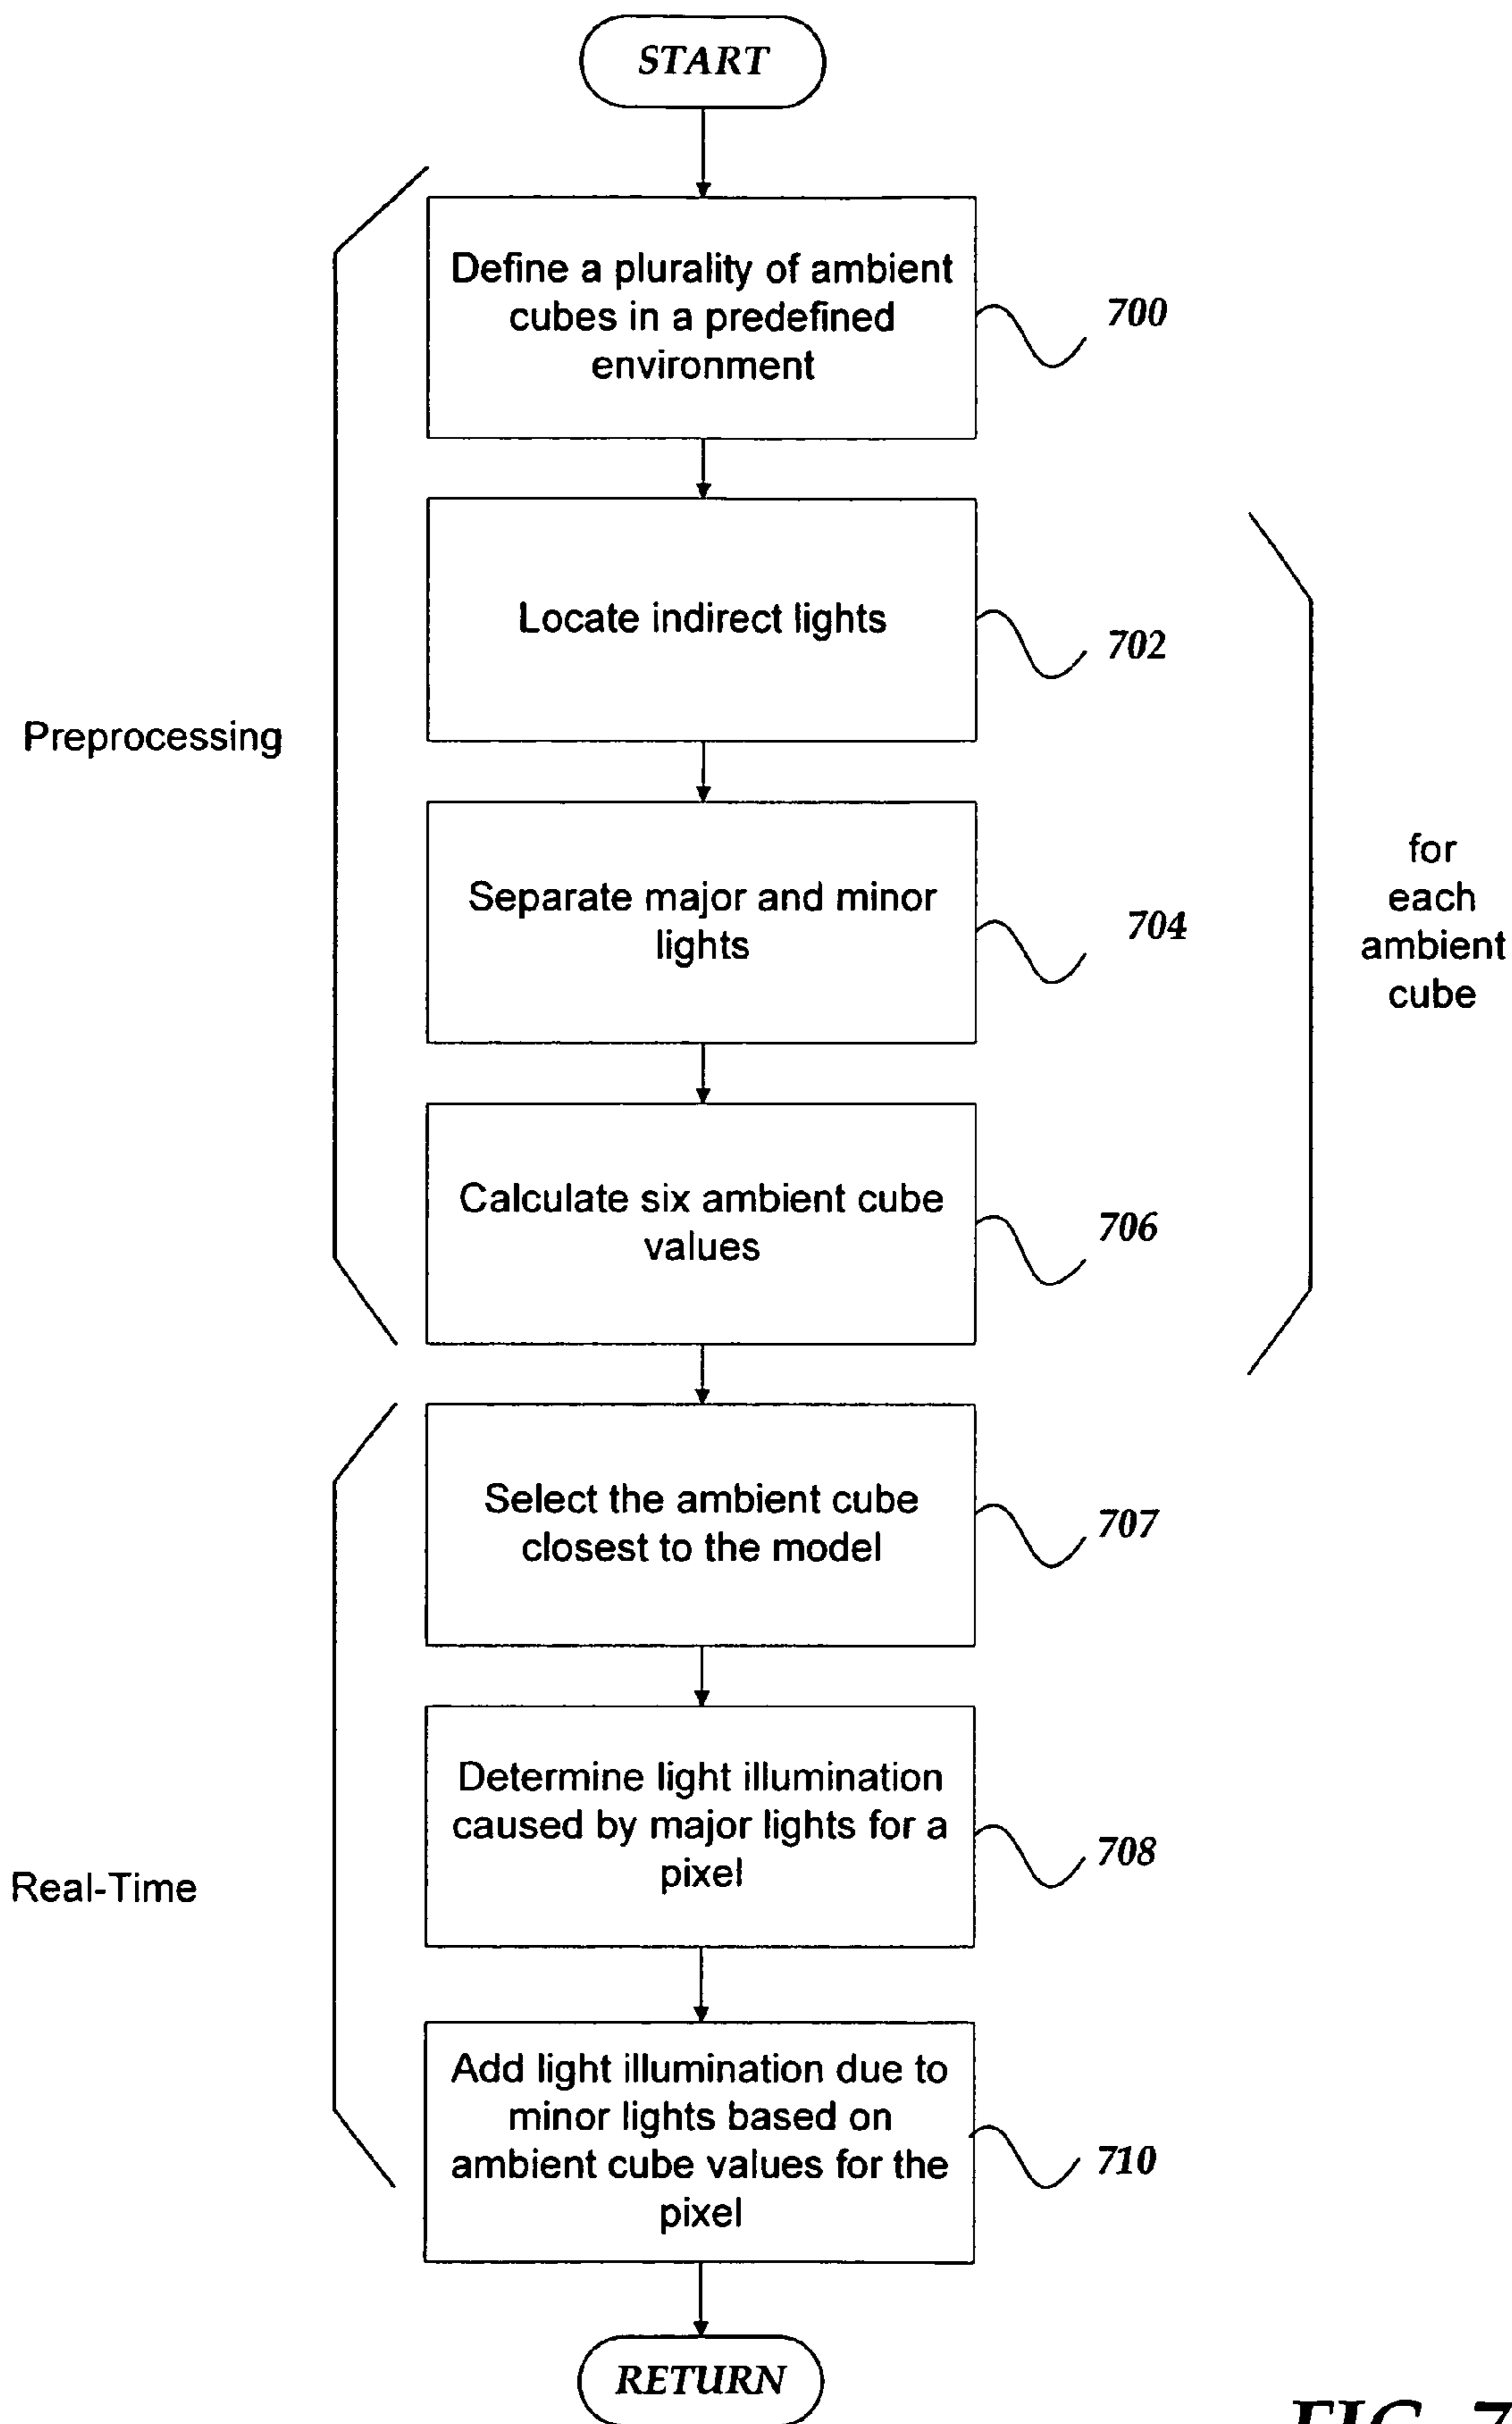 START
Define a plurality of ambient
cubes in a predefined
environment
700
Locate indirect lights
702
Preprocessing
Separate major and minor
lights
704
for
each
ambient
cube
Calculate six ambient cube
values
706
Select the ambient cube
closest to the model
707
Determine light illumination
caused by major lights for a
pixel
708
Real-Time
Add light illumination due to
minor lights based on
ambient cube values for the
pixel
710
RETURN
FIG. 7